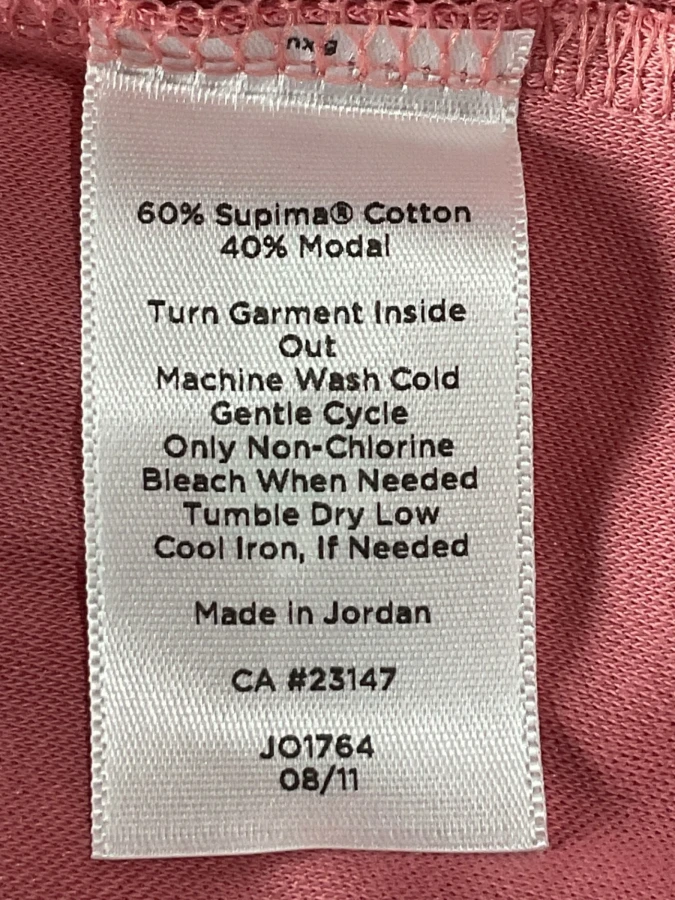 60% Supima® Cotton
40% Modal
Turn Garment Inside
Out
Machine Wash Cold
Gentle Cycle
Only Non-Chlorine
Bleach When Needed
Tumble Dry Low
Cool Iron, If Needed
Made in Jordan
CA #23147
JO1764
08/11